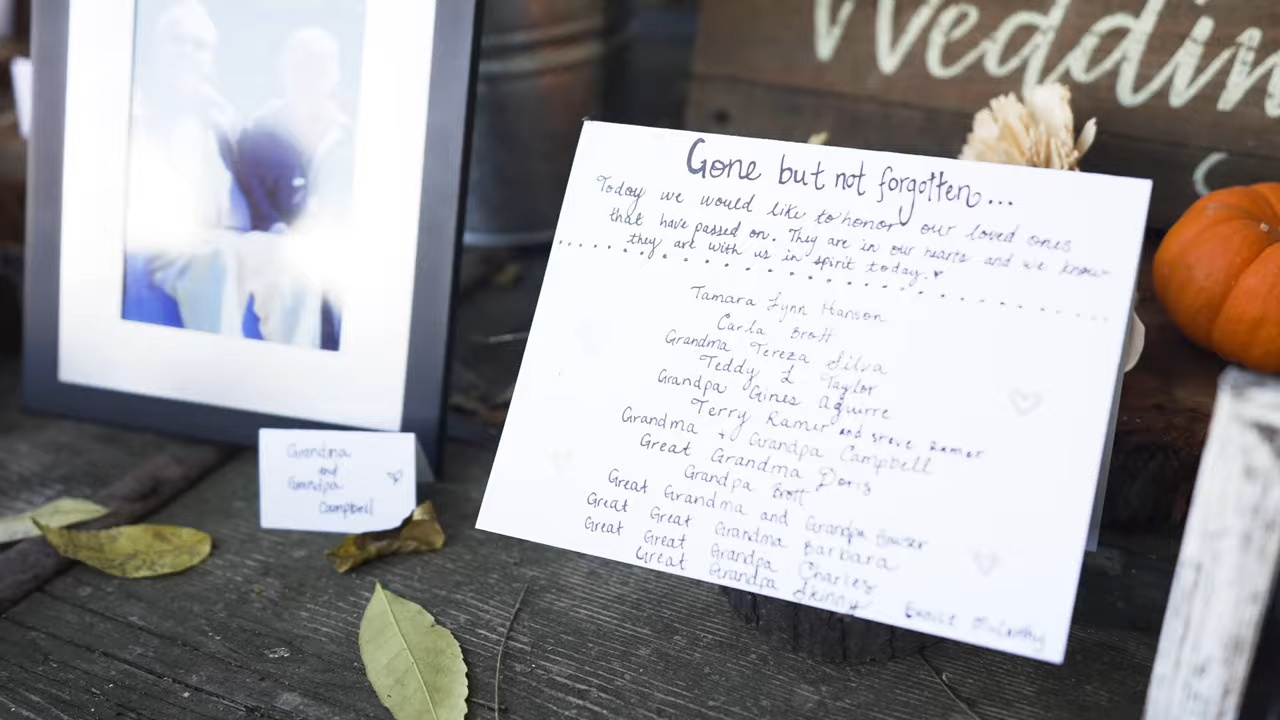 Weddin
Gone but not forgotten...
Today we would like to honor our loved ones
that have passed on. They are in our hearts and we know
they are with us in spirit today.
Tamara Lynn Hanson
Carla Brott
Grandma Tereza Silva
Teddy L Taylor
Grandpa Gines Aguirre
Terry Ramer and Steve Ramer
Grandma + Grandpa Campbell
Great Grandma Doris
Grandpa Brott
Great Grandma and Grandpa
Great Great Grandma Barbara
Great Great Grandpa Charles
Great Grandpa Skinny
McCarthy
Grandma
and
Grandpa
Campbell